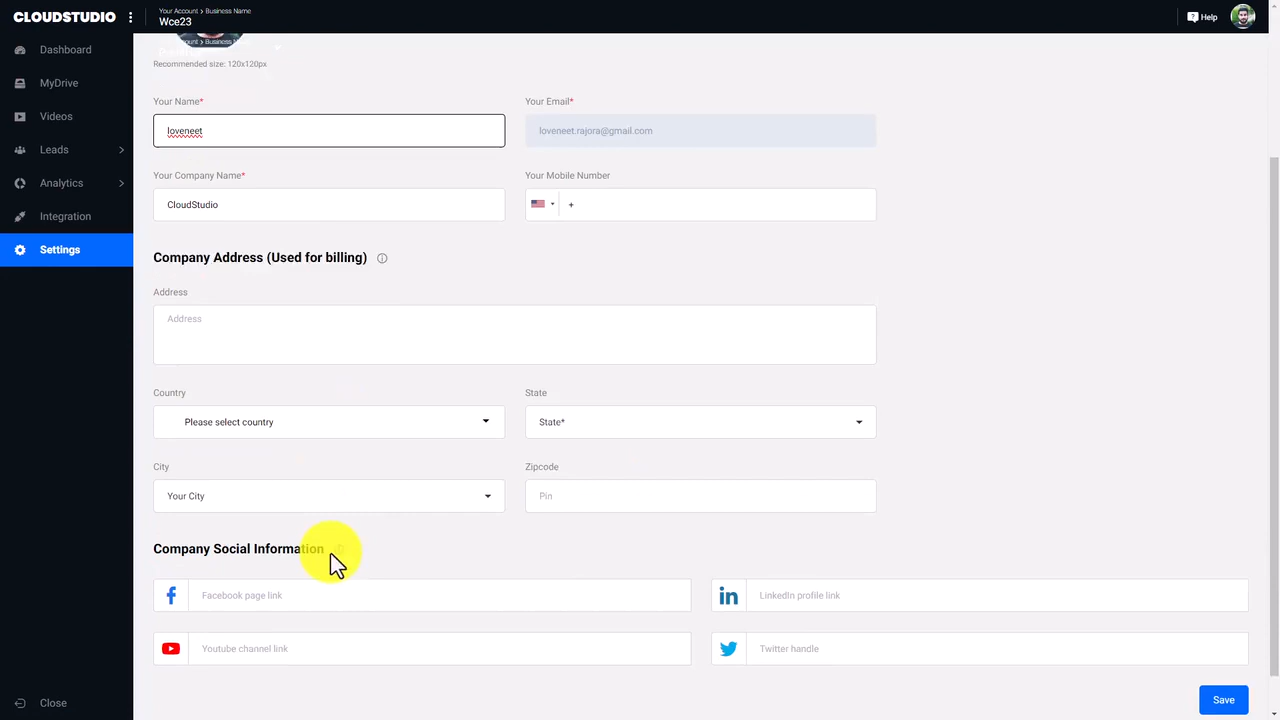 CLOUDSTUDIO
Your Account > Business Name
Wce23
Help
Dashboard
MyDrive
Videos
Leads
Analytics
Integration
Settings
Close
Recommended size: 120x120px
Your Name*
Your Email*
loveneet
loveneet.rajora@gmail.com
Your Company Name*
Your Mobile Number
CloudStudio
+
Company Address (Used for billing)
Address
Address
Country
State
Please select country
State*
City
Zipcode
Your City
Pin
Company Social Information
Facebook page link
LinkedIn profile link
Youtube channel link
Twitter handle
Save